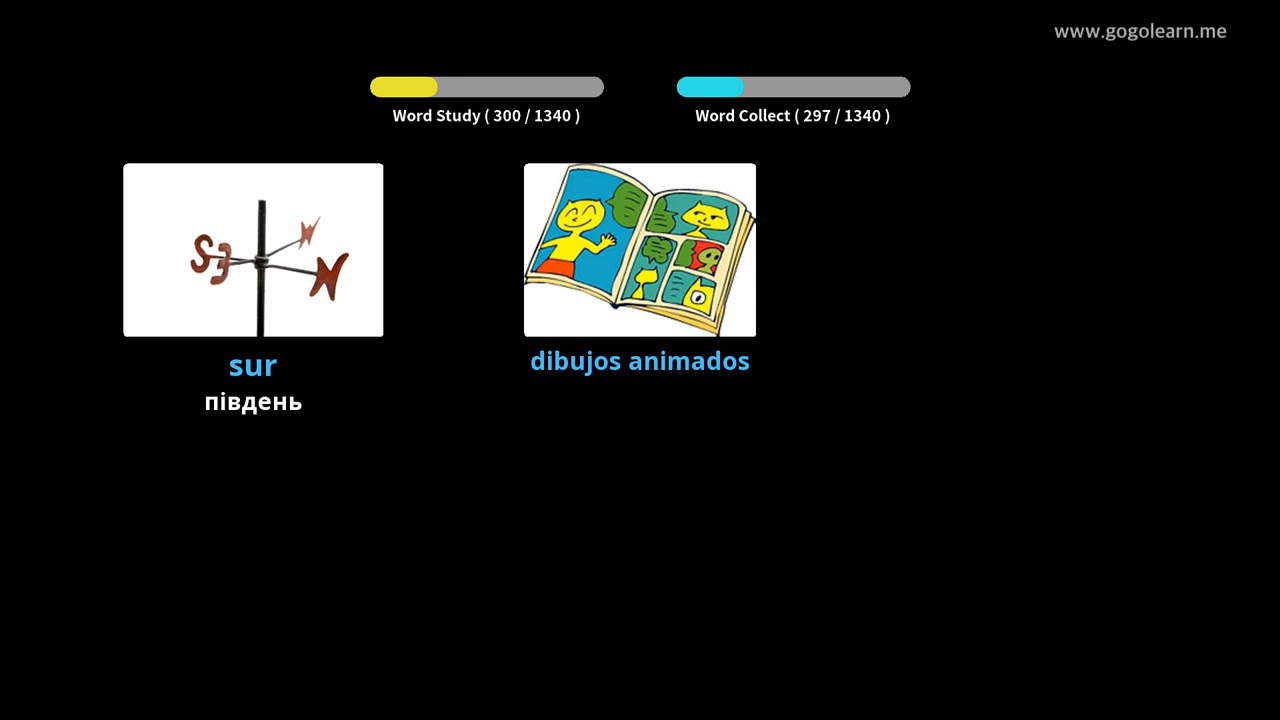 www.gogolearn.me
Word Study ( 300 / 1340 )
Word Collect ( 297 / 1340 )
sur
південь
dibujos animados